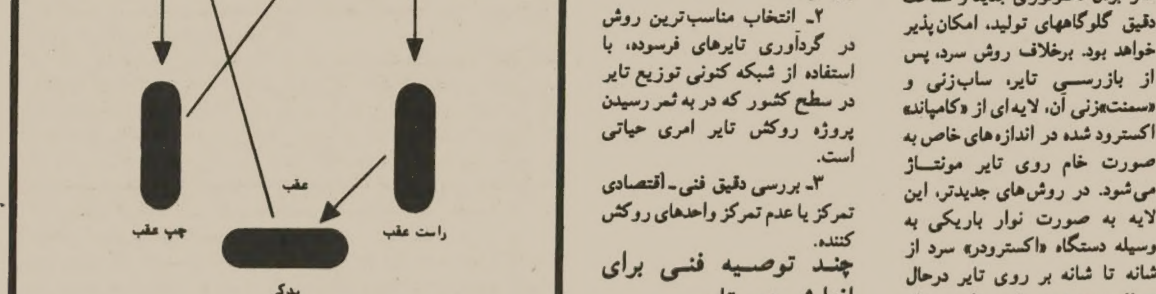 دقیق گلوگاههای تولید، امکان‌پذیر
خواهد بود. برخلاف روش سرد، پس
از بازرسی تایر، ساب‌زنی و
«سمنت»زنی آن، لایه‌ای از «کامپاند»
اکسترود شده در اندازه‌های خاص به
صورت خام روی تایر مونتاژ
می‌شود. در روش‌های جدیدتر، این
لایه به صورت نوار باریکی به
وسیله دستگاه «اکسترودر» سرد از
شانه تا شانه بر روی تایر درحال
۲ـ انتخاب مناسب‌ترین روش
در گردآوری تایرهای فرسوده، با
استفاده از شبکه کنونی توزیع تایر
در سطح کشور که در به ثمر رسیدن
پروژه روکش تایر امری حیاتی
است.
۳ـ بررسی دقیق فنی ـ اقتصادی
تمرکز یا عدم تمرکز واحدهای روکش
کننده.
چند توصیه فنی برای
عقب
راست عقب
چپ عقب
یدک